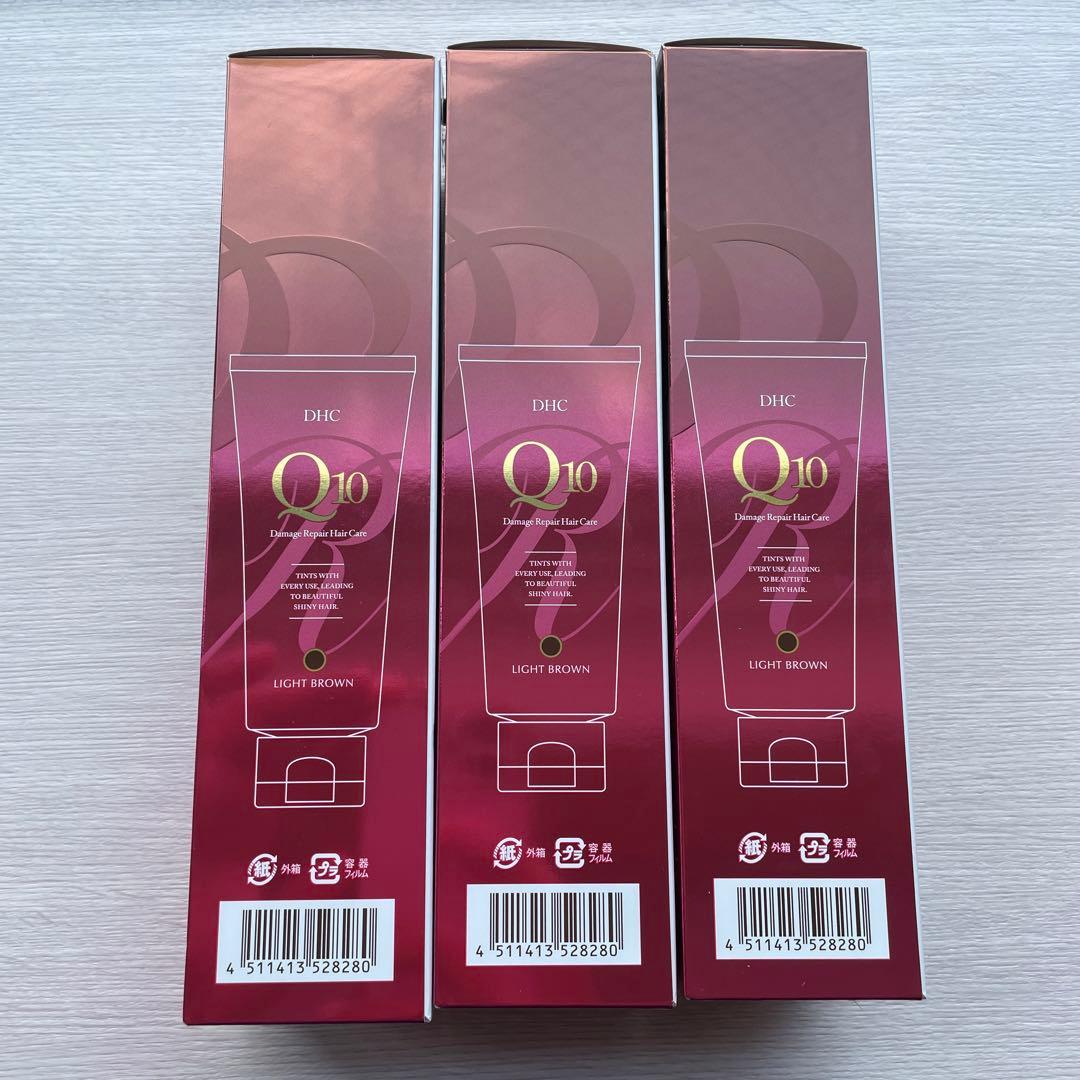 DHC
Q10
Damage Repair Hair Care
TINTS WITH
EVERY USE, LEADING
TO BEAUTIFUL
SHINY HAIR.
LIGHT BROWN
紙 外箱 プラ 容器
フィルム
4 511413 528280
DHC
Q10
Damage Repair Hair Care
TINTS WITH
EVERY USE, LEADING
TO BEAUTIFUL
SHINY HAIR.
LIGHT BROWN
紙 外箱 プラ 容器
フィルム
4 511413 528280
DHC
Q10
Damage Repair Hair Care
TINTS WITH
EVERY USE, LEADING
TO BEAUTIFUL
SHINY HAIR.
LIGHT BROWN
紙 外箱 プラ 容器
フィルム
4 511413 528280